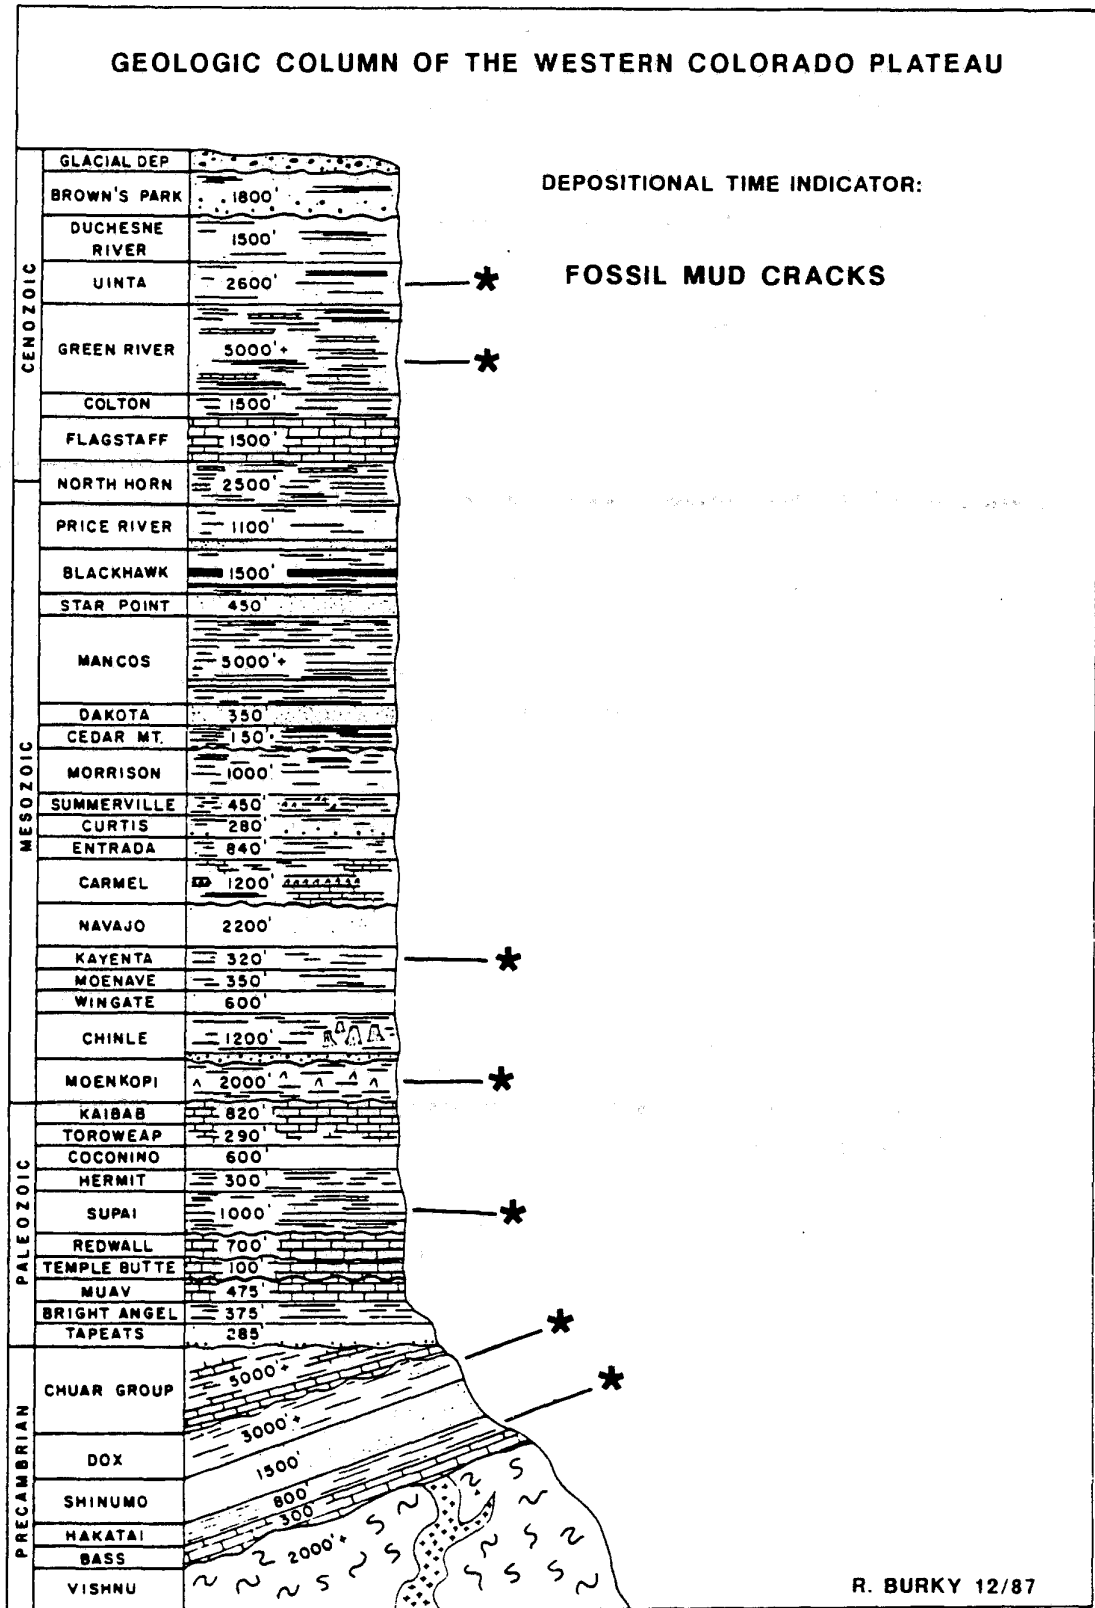 GEOLOGIC COLUMN OF THE WESTERN COLORADO PLATEAU
DEPOSITIONAL TIME INDICATOR:
FOSSIL MUD CRACKS
CENOZOIC
GLACIAL DEP
BROWN'S PARK 1800'
DUCHESNE
RIVER 1500'
UINTA 2600'
GREEN RIVER 5000'+
COLTON 1500'
FLAGSTAFF 1500'
NORTH HORN 2500'
MESOZOIC
PRICE RIVER 1100'
BLACKHAWK 1500'
STAR POINT 450'
MANCOS 5000'+
DAKOTA 350'
CEDAR MT. 150'
MORRISON 1000'
SUMMERVILLE 450'
CURTIS 280'
ENTRADA 840'
CARMEL 1200'
NAVAJO 2200'
KAYENTA 320'
MOENAVE 350'
WINGATE 600'
CHINLE 1200'
MOENKOPI 2000'
PALEOZOIC
KAIBAB 820'
TOROWEAP 290'
COCONINO 600'
HERMIT 300'
SUPAI 1000'
REDWALL 700'
TEMPLE BUTTE 100'
MUAV 475'
BRIGHT ANGEL 375'
TAPEATS 285'
PRECAMBRIAN
CHUAR GROUP 5000'+
DOX 3000'+
SHINUMO 1500'
HAKATAI 800'
BASS 300'
VISHNU 2000'+
R. BURKY 12/87